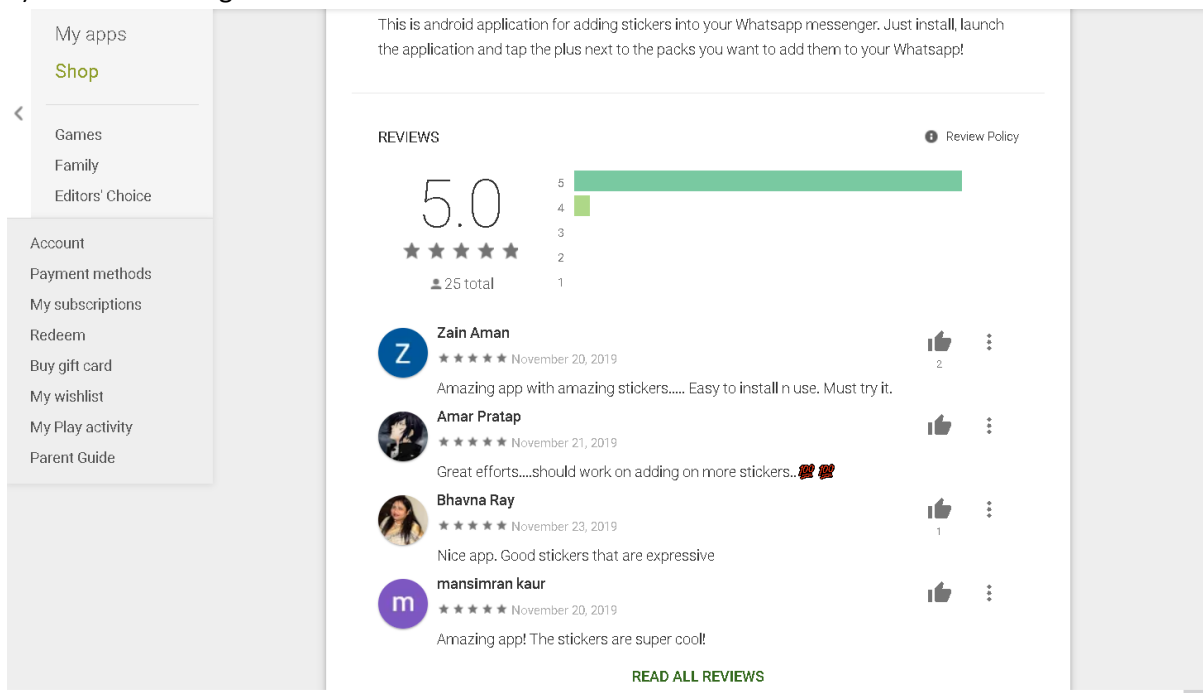 My apps
Shop
Games
Family
Editors' Choice
Account
Payment methods
My subscriptions
Redeem
Buy gift card
My wishlist
My Play activity
Parent Guide
This is android application for adding stickers into your Whatsapp messenger. Just install, launch
the application and tap the plus next to the packs you want to add them to your Whatsapp!
REVIEWS
Review Policy
5.0
25 total
5
4
3
2
1
Zain Aman
November 20, 2019
2
Amazing app with amazing stickers..... Easy to install n use. Must try it.
Amar Pratap
November 21, 2019
Great efforts....should work on adding on more stickers..💯 💯
Bhavna Ray
November 23, 2019
1
Nice app. Good stickers that are expressive
mansimran kaur
November 20, 2019
Amazing app! The stickers are super cool!
READ ALL REVIEWS
Z
m